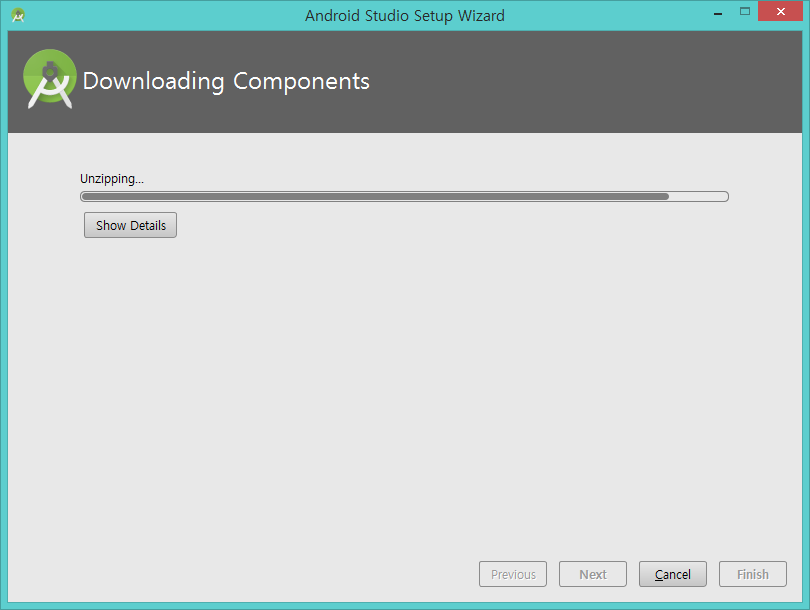 Android Studio Setup Wizard
Downloading Components
Unzipping...
Show Details
Previous Next Cancel Finish